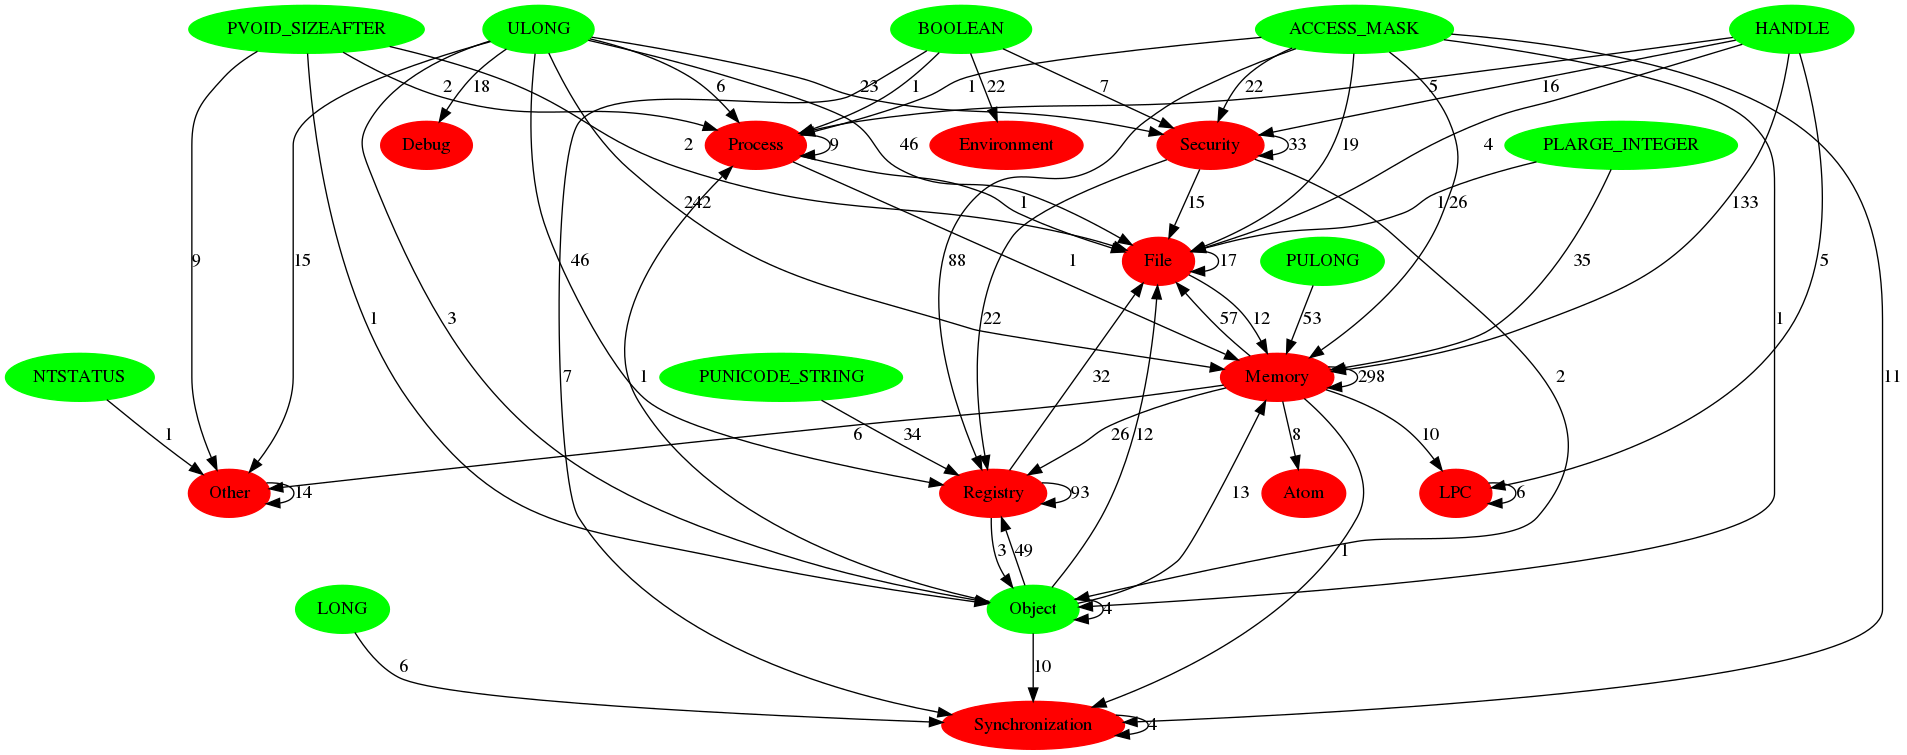 PVOID_SIZEAFTER ULONG BOOLEAN ACCESS_MASK HANDLE
2 18 6 23 1 22 7 1 22 5 16
Debug Process 9 Environment Security 33 PLARGE_INTEGER
2 46 19 4
242 1 15 1 26 133
9 15 46 1 88 File 17 PULONG 35 5
1 3 22 57 12 53 1
NTSTATUS 7 1 PUNICODE_STRING 32 Memory 298 2 11
1 6 34 12 26 8 10
Other 14 Registry 93 13 Atom LPC 6
3 49 1
LONG Object 4
6 10
Synchronization 4